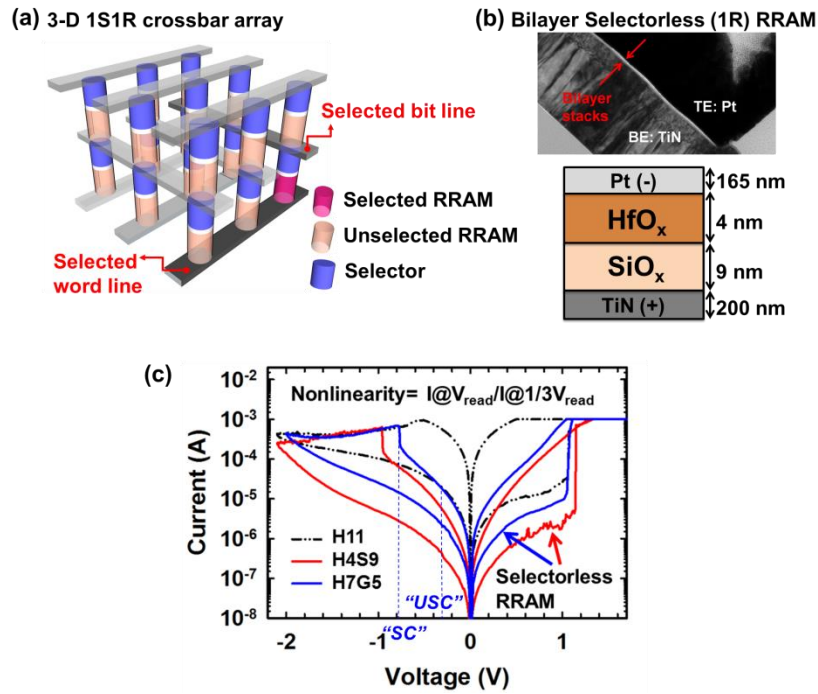 (a) 3-D 1S1R crossbar array
Selected bit line
Selected RRAM
Unselected RRAM
Selector
Selected
word line
(b) Bilayer Selectorless (1R) RRAM
Bilayer
stacks
TE: Pt
BE: TiN
Pt (-)
165 nm
HfOₓ
4 nm
SiOₓ
9 nm
TiN (+)
200 nm
(c)
Nonlinearity= I@Vread/I@1/3Vread
10⁻²
10⁻³
10⁻⁴
10⁻⁵
10⁻⁶
10⁻⁷
10⁻⁸
Current (A)
H11
H4S9
H7G5
Selectorless
RRAM
"USC"
"SC"
-2 -1 0 1
Voltage (V)